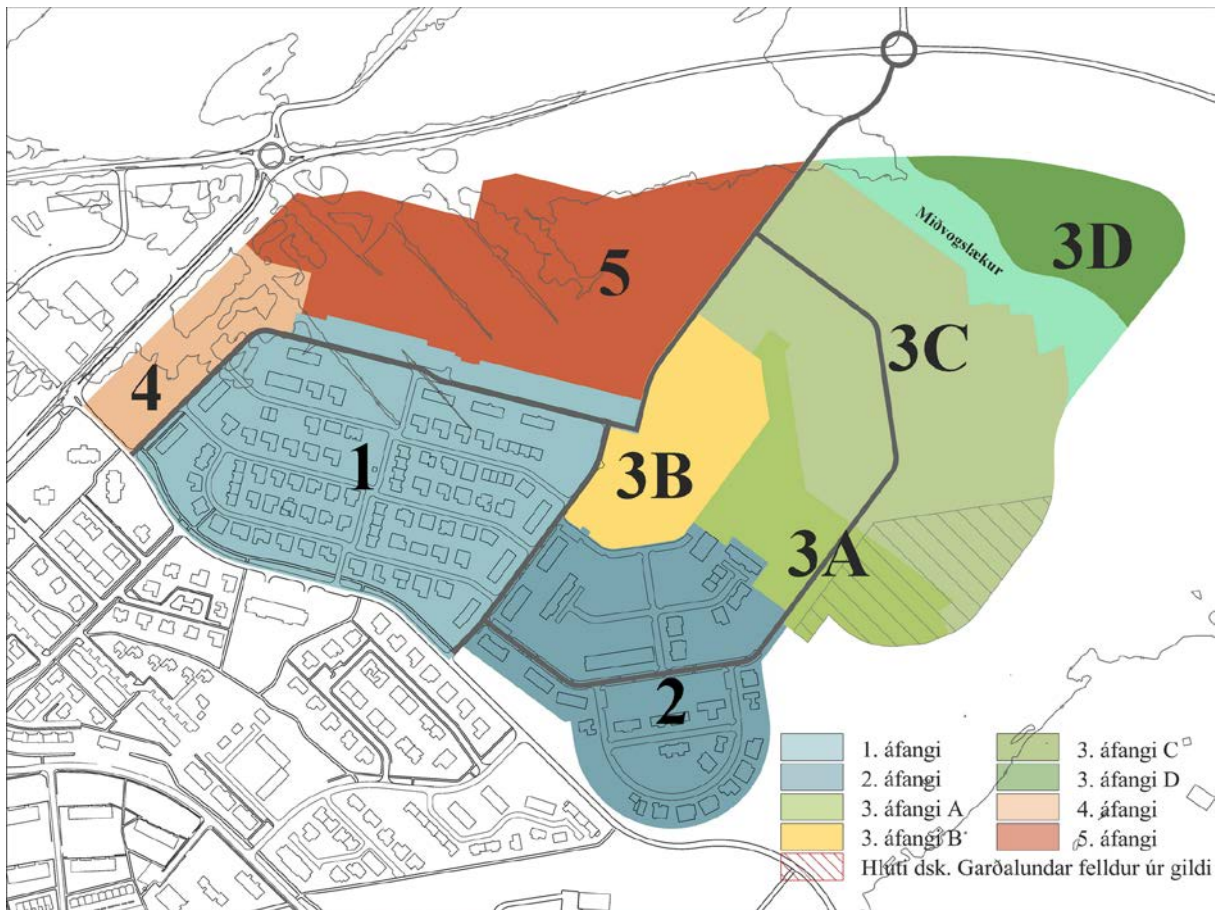 5
3D
Miðvogslækur
3C
4
1
3B
3A
2
1. áfangi
2. áfangi
3. áfangi A
3. áfangi B
3. áfangi C
3. áfangi D
4. áfangi
5. áfangi
Hluti dsk. Garðalundar felldur úr gildi